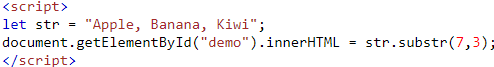 <script>
let str = "Apple, Banana, Kiwi";
document.getElementById("demo").innerHTML = str.substr(7,3);
</script>